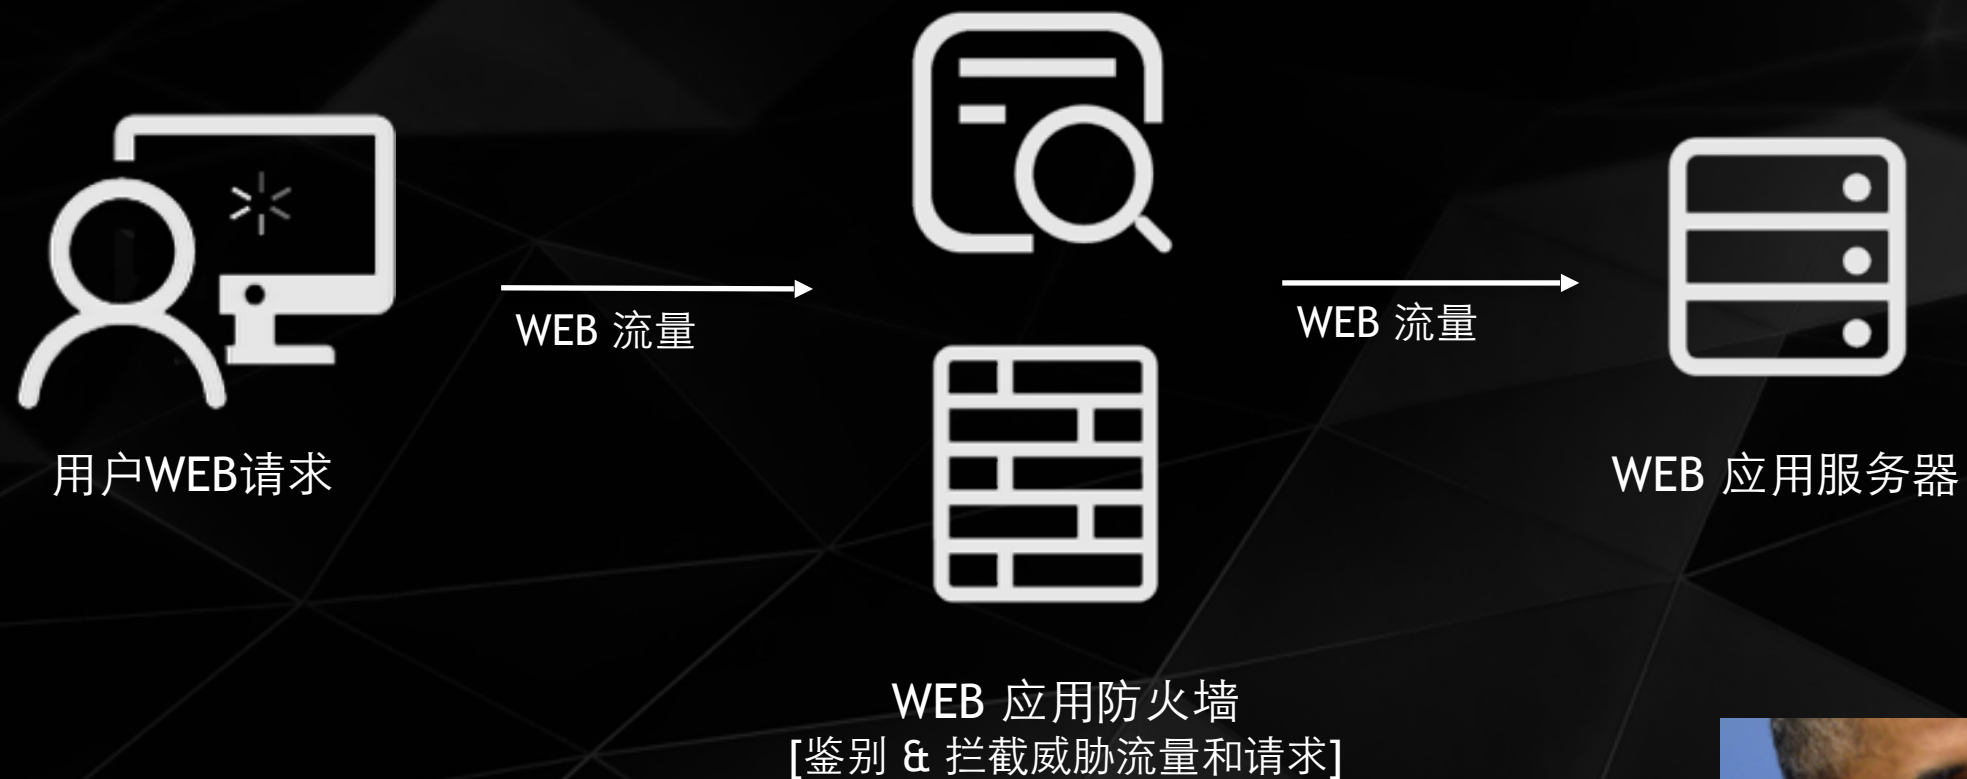 WEB 流量
WEB 流量
用户WEB请求
WEB 应用服务器
WEB 应用防火墙
[鉴别 & 拦截威胁流量和请求]